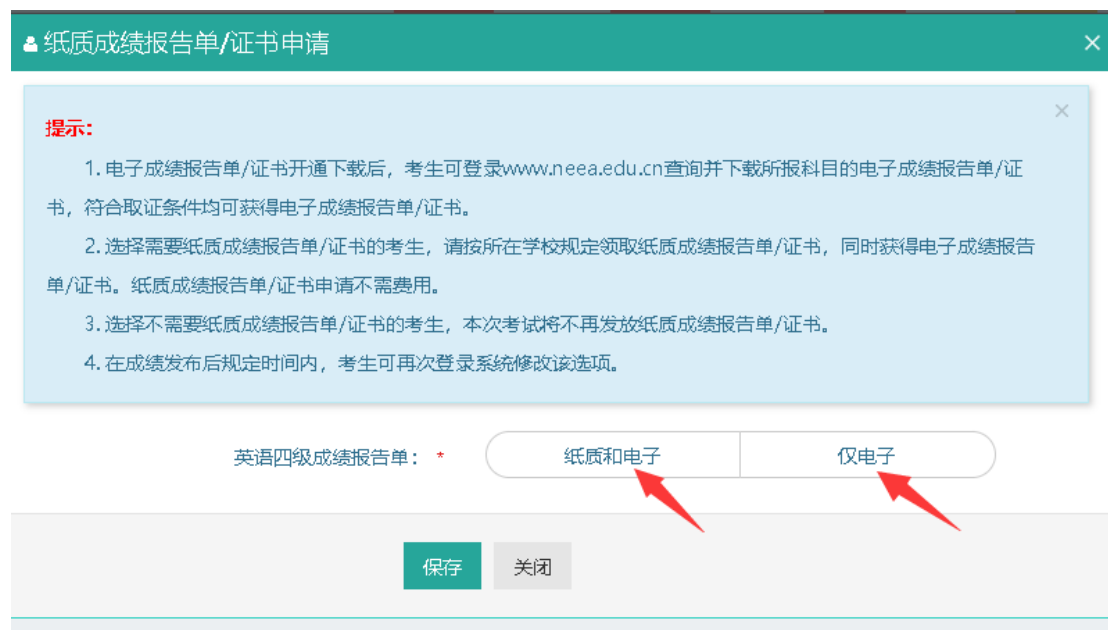 纸质成绩报告单/证书申请
提示：
1. 电子成绩报告单/证书开通下载后，考生可登录www.neea.edu.cn查询并下载所报科目的电子成绩报告单/证
书，符合取证条件均可获得电子成绩报告单/证书。
2. 选择需要纸质成绩报告单/证书的考生，请按所在学校规定领取纸质成绩报告单/证书，同时获得电子成绩报告
单/证书。纸质成绩报告单/证书申请不需费用。
3. 选择不需要纸质成绩报告单/证书的考生，本次考试将不再发放纸质成绩报告单/证书。
4. 在成绩发布后规定时间内，考生可再次登录系统修改该选项。
英语四级成绩报告单： * 纸质和电子 仅电子
保存 关闭